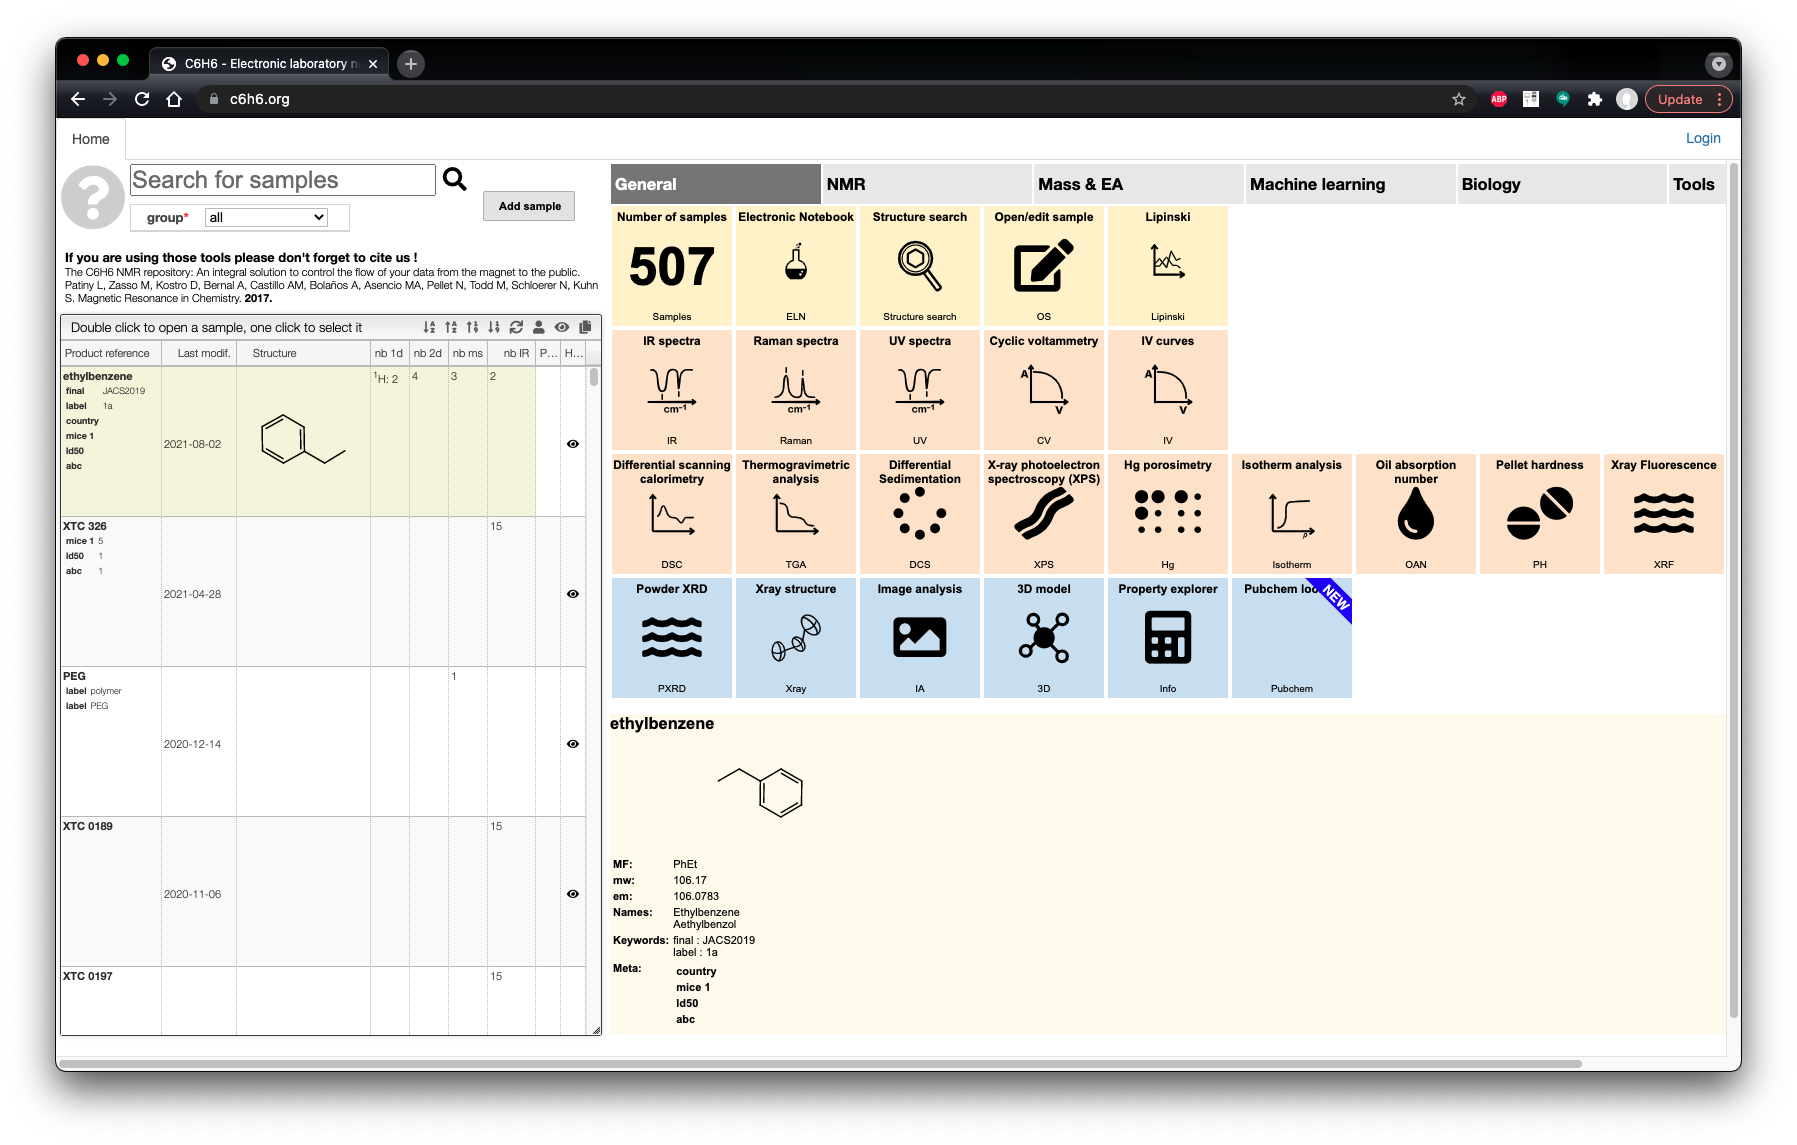 C6H6 - Electronic laboratory n
c6h6.org
ABP
Update
Home
Login
Search for samples
group*
all
Add sample
If you are using those tools please don't forget to cite us !
The C6H6 NMR repository: An integral solution to control the flow of your data from the magnet to the public.
Patiny L, Zasso M, Kostro D, Bernal A, Castillo AM, Bolaños A, Asencio MA, Pellet N, Todd M, Schloerer N, Kuhn
S. Magnetic Resonance in Chemistry. 2017.
Double click to open a sample, one click to select it
Product reference Last modif. Structure nb 1d nb 2d nb ms nb IR P... H...
ethylbenzene 1H: 2 4 3 2
final JACS2019
label 1a
country
mice 1
ld50
abc
2021-08-02
XTC 326 15
mice 1 5
ld50 1
abc 1
2021-04-28
PEG 1
label polymer
label PEG
2020-12-14
XTC 0189 15
2020-11-06
XTC 0197 15
General NMR Mass & EA Machine learning Biology Tools
Number of samples Electronic Notebook Structure search Open/edit sample Lipinski
507
Samples ELN Structure search OS Lipinski
IR spectra Raman spectra UV spectra Cyclic voltammetry IV curves
cm-1 cm-1 cm-1 A V A V
IR Raman UV CV IV
Differential scanning Thermogravimetric Differential X-ray photoelectron Hg porosimetry Isotherm analysis Oil absorption Pellet hardness Xray Fluorescence
calorimetry analysis Sedimentation spectroscopy (XPS) number
P
DSC TGA DCS XPS Hg Isotherm OAN PH XRF
Powder XRD Xray structure Image analysis 3D model Property explorer Pubchem loo
NEW
PXRD Xray IA 3D Info Pubchem
ethylbenzene
MF: PhEt
mw: 106.17
em: 106.0783
Names: Ethylbenzene
Aethylbenzol
Keywords: final : JACS2019
label : 1a
Meta: country
mice 1
ld50
abc